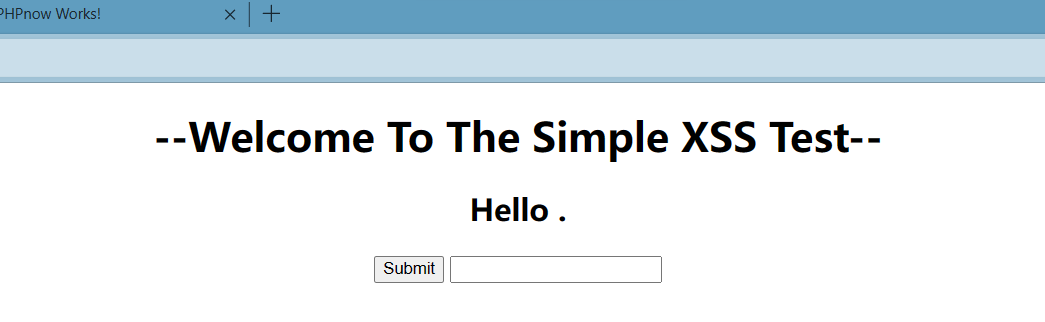 PHPnow Works!
--Welcome To The Simple XSS Test--
Hello .
Submit